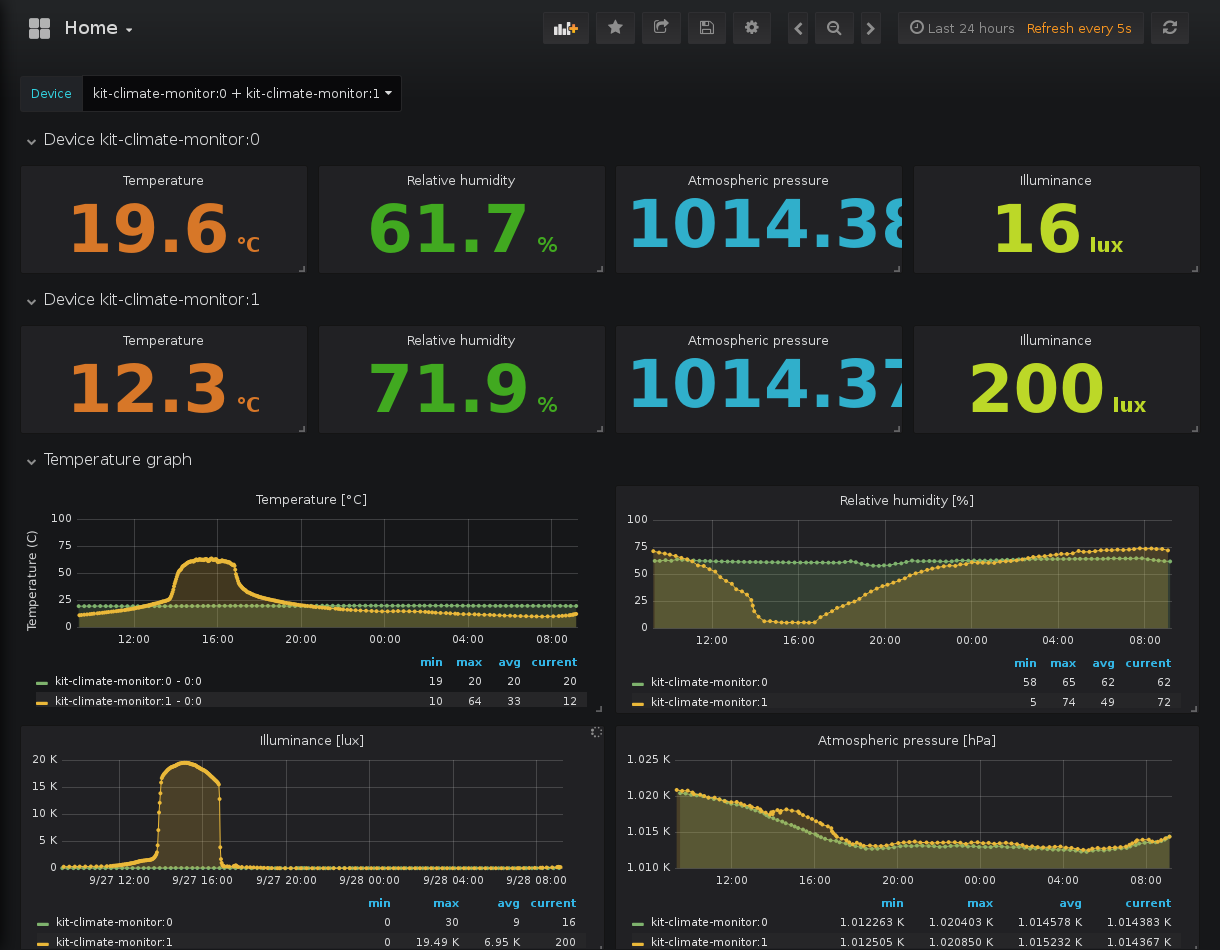 Home
Last 24 hours Refresh every 5s
Device kit-climate-monitor:0 + kit-climate-monitor:1
Device kit-climate-monitor:0
Temperature Relative humidity Atmospheric pressure Illuminance
19.6 °C 61.7 % 1014.38 16 lux
Device kit-climate-monitor:1
Temperature Relative humidity Atmospheric pressure Illuminance
12.3 °C 71.9 % 1014.37 200 lux
Temperature graph
Temperature [°C]
Temperature (C)
100
75
50
25
0
12:00 16:00 20:00 00:00 04:00 08:00
min max avg current
kit-climate-monitor:0 - 0:0 19 20 20 20
kit-climate-monitor:1 - 0:0 10 64 33 12
Relative humidity [%]
100
75
50
25
0
12:00 16:00 20:00 00:00 04:00 08:00
min max avg current
kit-climate-monitor:0 58 65 62 62
kit-climate-monitor:1 5 74 49 72
Illuminance [lux]
20 K
15 K
10 K
5 K
0
9/27 12:00 9/27 16:00 9/27 20:00 9/28 00:00 9/28 04:00 9/28 08:00
min max avg current
kit-climate-monitor:0 0 30 9 16
kit-climate-monitor:1 0 19.49 K 6.95 K 200
Atmospheric pressure [hPa]
1.025 K
1.020 K
1.015 K
1.010 K
12:00 16:00 20:00 00:00 04:00 08:00
min max avg current
kit-climate-monitor:0 1.012263 K 1.020403 K 1.014578 K 1.014383 K
kit-climate-monitor:1 1.012505 K 1.020850 K 1.015232 K 1.014367 K